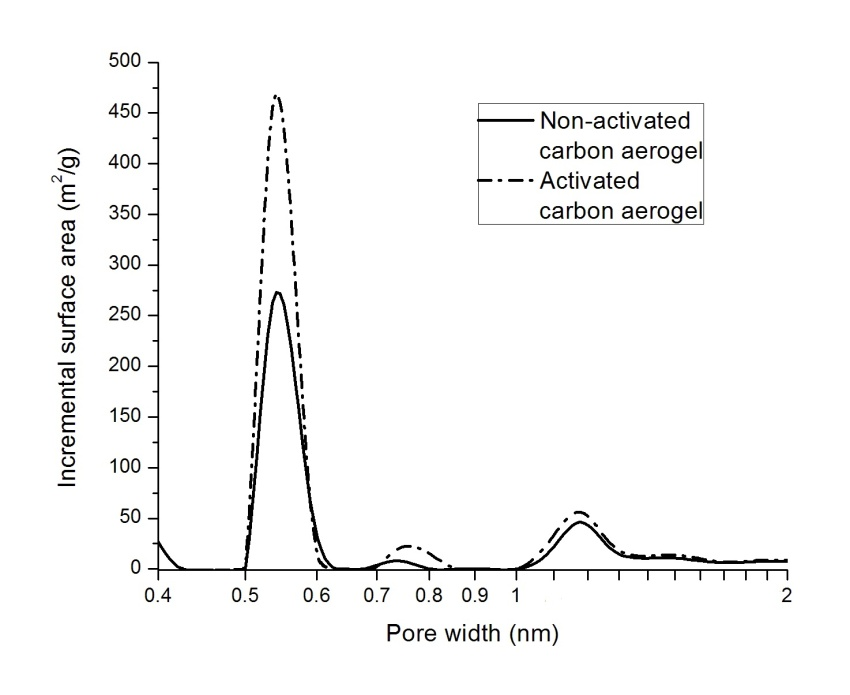 500
450
400
350
300
250
200
150
100
50
0
Incremental surface area (m²/g)
Non-activated
carbon aerogel
Activated
carbon aerogel
0.4 0.5 0.6 0.7 0.8 0.9 1 2
Pore width (nm)